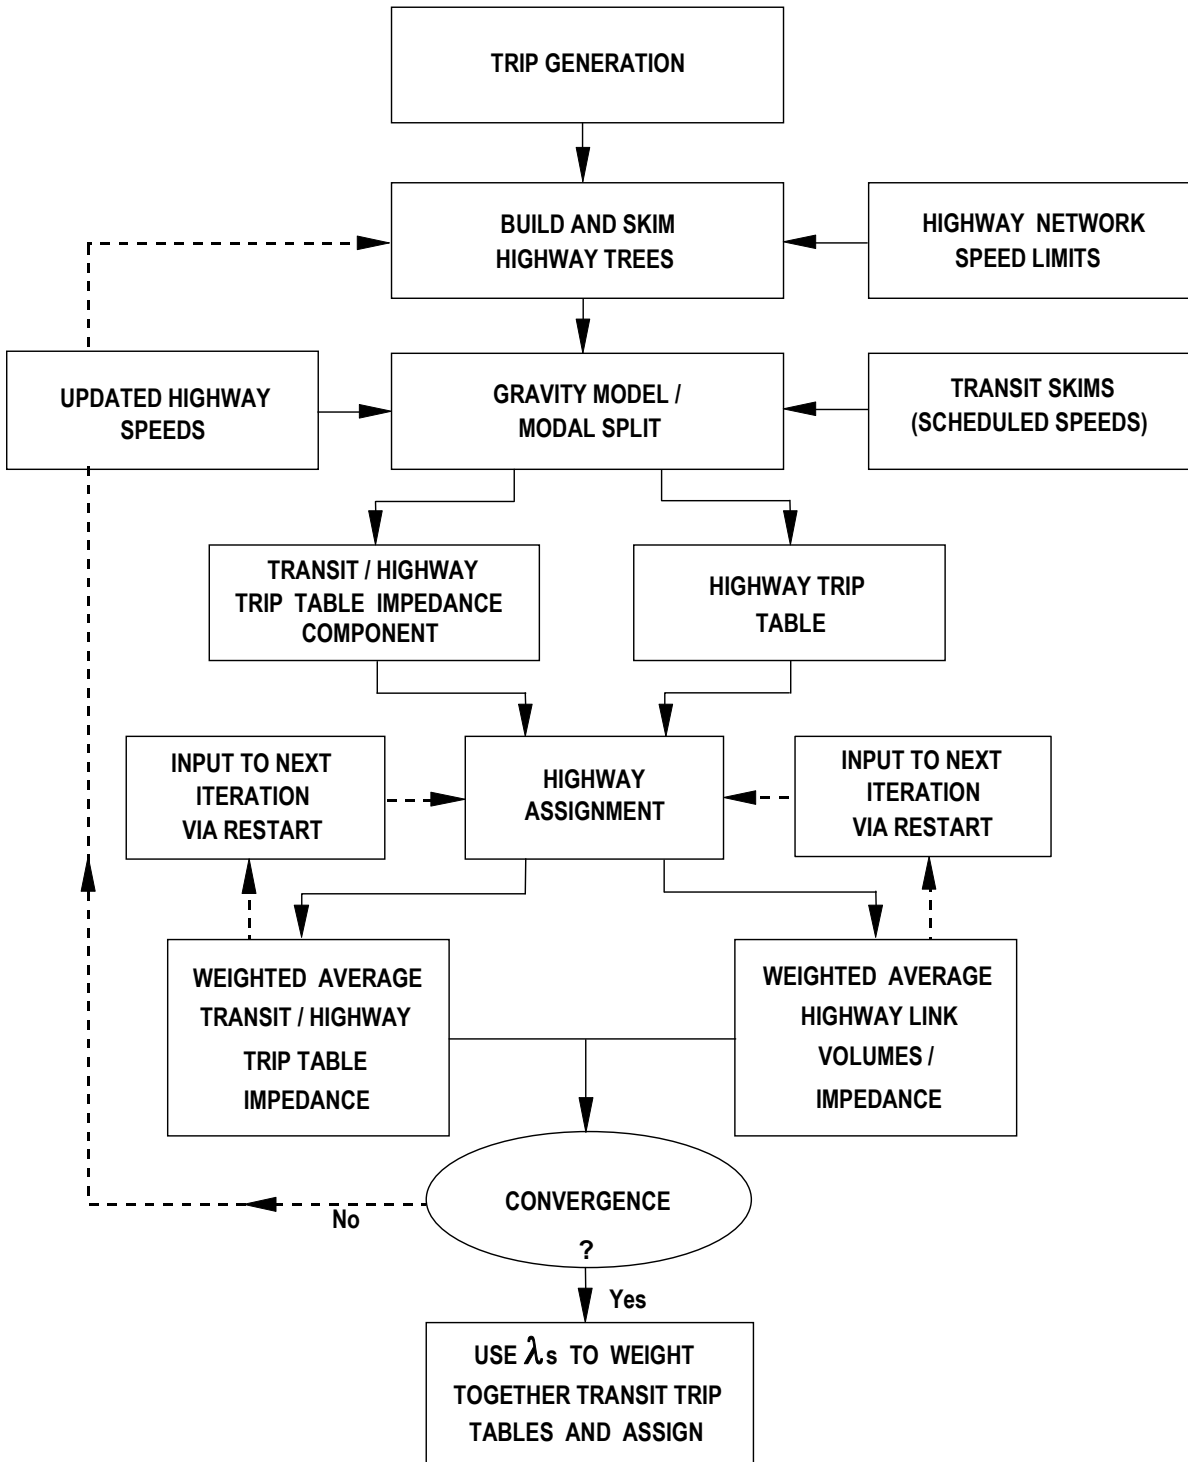 TRIP GENERATION
BUILD AND SKIM
HIGHWAY TREES
HIGHWAY NETWORK
SPEED LIMITS
UPDATED HIGHWAY
SPEEDS
GRAVITY MODEL /
MODAL SPLIT
TRANSIT SKIMS
(SCHEDULED SPEEDS)
TRANSIT / HIGHWAY
TRIP TABLE IMPEDANCE
COMPONENT
HIGHWAY TRIP
TABLE
INPUT TO NEXT
ITERATION
VIA RESTART
HIGHWAY
ASSIGNMENT
INPUT TO NEXT
ITERATION
VIA RESTART
WEIGHTED AVERAGE
TRANSIT / HIGHWAY
TRIP TABLE
IMPEDANCE
WEIGHTED AVERAGE
HIGHWAY LINK
VOLUMES /
IMPEDANCE
CONVERGENCE
?
No
Yes
USE λs TO WEIGHT
TOGETHER TRANSIT TRIP
TABLES AND ASSIGN